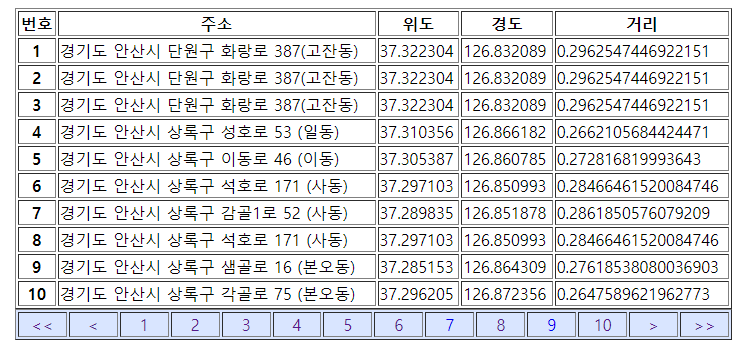 번호 주소 위도 경도 거리
1 경기도 안산시 단원구 화랑로 387(고잔동) 37.322304 126.832089 0.2962547446922151
2 경기도 안산시 단원구 화랑로 387(고잔동) 37.322304 126.832089 0.2962547446922151
3 경기도 안산시 단원구 화랑로 387(고잔동) 37.322304 126.832089 0.2962547446922151
4 경기도 안산시 상록구 성호로 53 (일동) 37.310356 126.866182 0.2662105684424471
5 경기도 안산시 상록구 이동로 46 (이동) 37.305387 126.860785 0.272816819993643
6 경기도 안산시 상록구 석호로 171 (사동) 37.297103 126.850993 0.28466461520084746
7 경기도 안산시 상록구 감골1로 52 (사동) 37.289835 126.851878 0.2861850576079209
8 경기도 안산시 상록구 석호로 171 (사동) 37.297103 126.850993 0.28466461520084746
9 경기도 안산시 상록구 샘골로 16 (본오동) 37.285153 126.864309 0.27618538080036903
10 경기도 안산시 상록구 각골로 75 (본오동) 37.296205 126.872356 0.2647589621962773
<< < 1 2 3 4 5 6 7 8 9 10 > >>